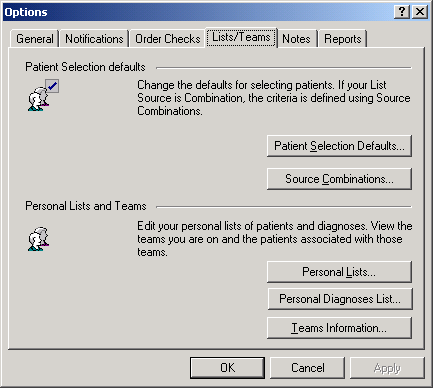 Options
General Notifications Order Checks Lists/Teams Notes Reports
Patient Selection defaults
Change the defaults for selecting patients. If your List
Source is Combination, the criteria is defined using Source
Combinations.
Patient Selection Defaults...
Source Combinations...
Personal Lists and Teams
Edit your personal lists of patients and diagnoses. View the
teams you are on and the patients associated with those
teams.
Personal Lists...
Personal Diagnoses List...
Teams Information...
OK Cancel Apply